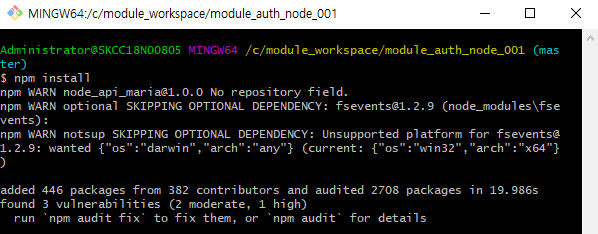 MINGW64:/c/module_workspace/module_auth_node_001
Administrator@SKCC18N00805 MINGW64 /c/module_workspace/module_auth_node_001 (mas
ter)
$ npm install
npm WARN node_api_maria@1.0.0 No repository field.
npm WARN optional SKIPPING OPTIONAL DEPENDENCY: fsevents@1.2.9 (node_modules\fse
vents):
npm WARN notsup SKIPPING OPTIONAL DEPENDENCY: Unsupported platform for fsevents@
1.2.9: wanted {"os":"darwin","arch":"any"} (current: {"os":"win32","arch":"x64"}
)
added 446 packages from 382 contributors and audited 2708 packages in 19.986s
found 3 vulnerabilities (2 moderate, 1 high)
  run `npm audit fix` to fix them, or `npm audit` for details